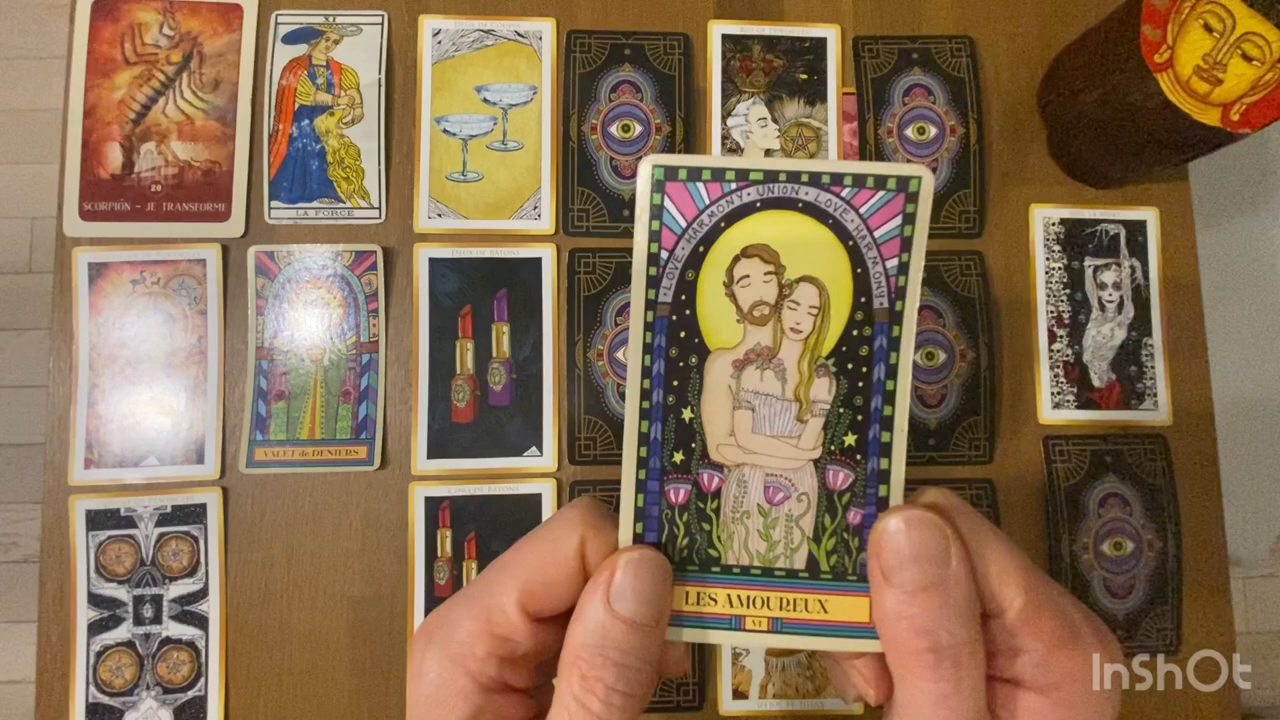 XI
DEUX DE COUPES
20
SCORPIÓN - JE TRANSFORME
LA FORCE
LOVE · HARMONY · UNION · LOVE · HARMONY
DEUX DE BATONS
VALET de DENIERS
CINQ DE BATONS
LES AMOUREUX
VI
InShOt